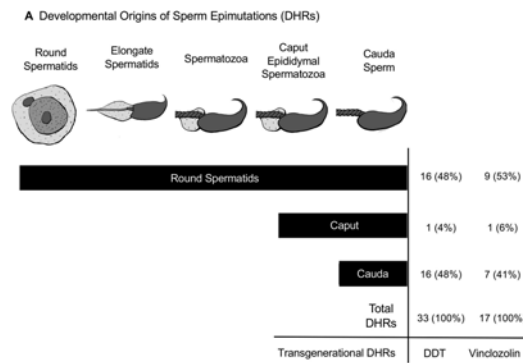 A Developmental Origins of Sperm Epimutations (DHRs)
Round
Spermatids
Elongate
Spermatids
Spermatozoa
Caput
Epididymal
Spermatozoa
Cauda
Sperm
Round Spermatids 16 (48%) 9 (53%)
Caput 1 (4%) 1 (6%)
Cauda 16 (48%) 7 (41%)
Total
DHRs 33 (100%) 17 (100%
Transgenerational DHRs DDT Vinclozolin